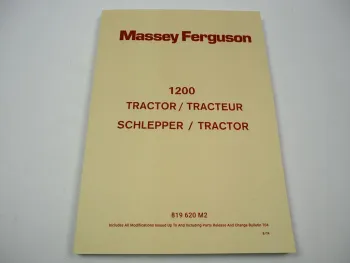 Massey Ferguson
1200
TRACTOR / TRACTEUR
SCHLEPPER / TRACTOR
819 620 M2
Includes All Modifications Issued Up To And Including Parts Release And Change Bulletin